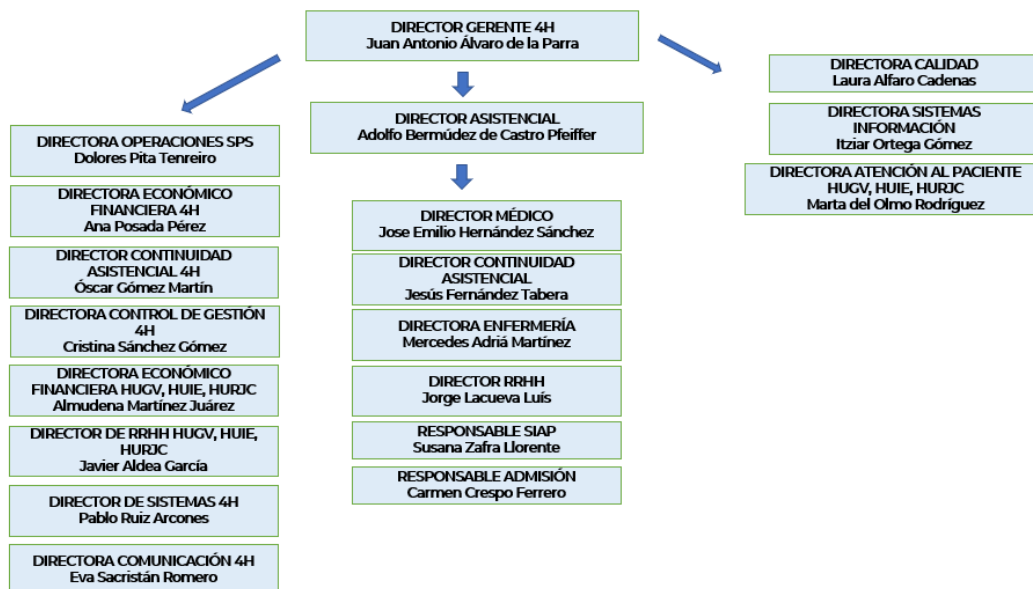 DIRECTOR GERENTE 4H
Juan Antonio Álvaro de la Parra
DIRECTORA OPERACIONES SPS
Dolores Pita Tenreiro
DIRECTORA ECONÓMICO
FINANCIERA 4H
Ana Posada Pérez
DIRECTOR CONTINUIDAD
ASISTENCIAL 4H
Óscar Gómez Martín
DIRECTORA CONTROL DE GESTIÓN
4H
Cristina Sánchez Gómez
DIRECTORA ECONÓMICO
FINANCIERA HUGV, HUIE, HURJC
Almudena Martínez Juárez
DIRECTOR DE RRHH HUGV, HUIE,
HURJC
Javier Aldea García
DIRECTOR DE SISTEMAS 4H
Pablo Ruiz Arcones
DIRECTORA COMUNICACIÓN 4H
Eva Sacristán Romero
DIRECTOR ASISTENCIAL
Adolfo Bermúdez de Castro Pfeiffer
DIRECTOR MÉDICO
Jose Emilio Hernández Sánchez
DIRECTOR CONTINUIDAD
ASISTENCIAL
Jesús Fernández Tabera
DIRECTORA ENFERMERÍA
Mercedes Adriá Martínez
DIRECTOR RRHH
Jorge Lacueva Luís
RESPONSABLE SIAP
Susana Zafra Llorente
RESPONSABLE ADMISIÓN
Carmen Crespo Ferrero
DIRECTORA CALIDAD
Laura Alfaro Cadenas
DIRECTORA SISTEMAS
INFORMACIÓN
Itziar Ortega Gómez
DIRECTORA ATENCIÓN AL PACIENTE
HUGV, HUIE, HURJC
Marta del Olmo Rodríguez